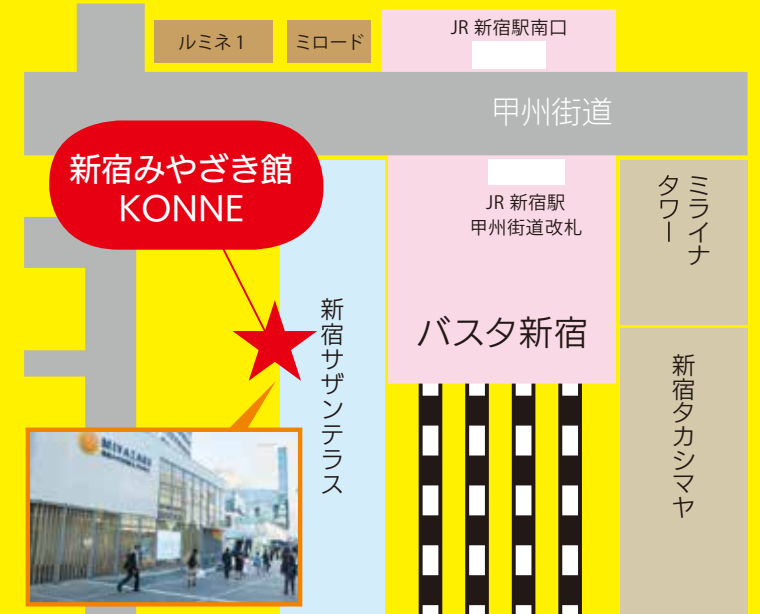 ルミネ1
ミロード
JR 新宿駅南口
甲州街道
新宿みやざき館
KONNE
JR 新宿駅
甲州街道改札
ミライナ
タワー
バスタ新宿
新宿サザンテラス
新宿タカシマヤ
MIYAZAKI